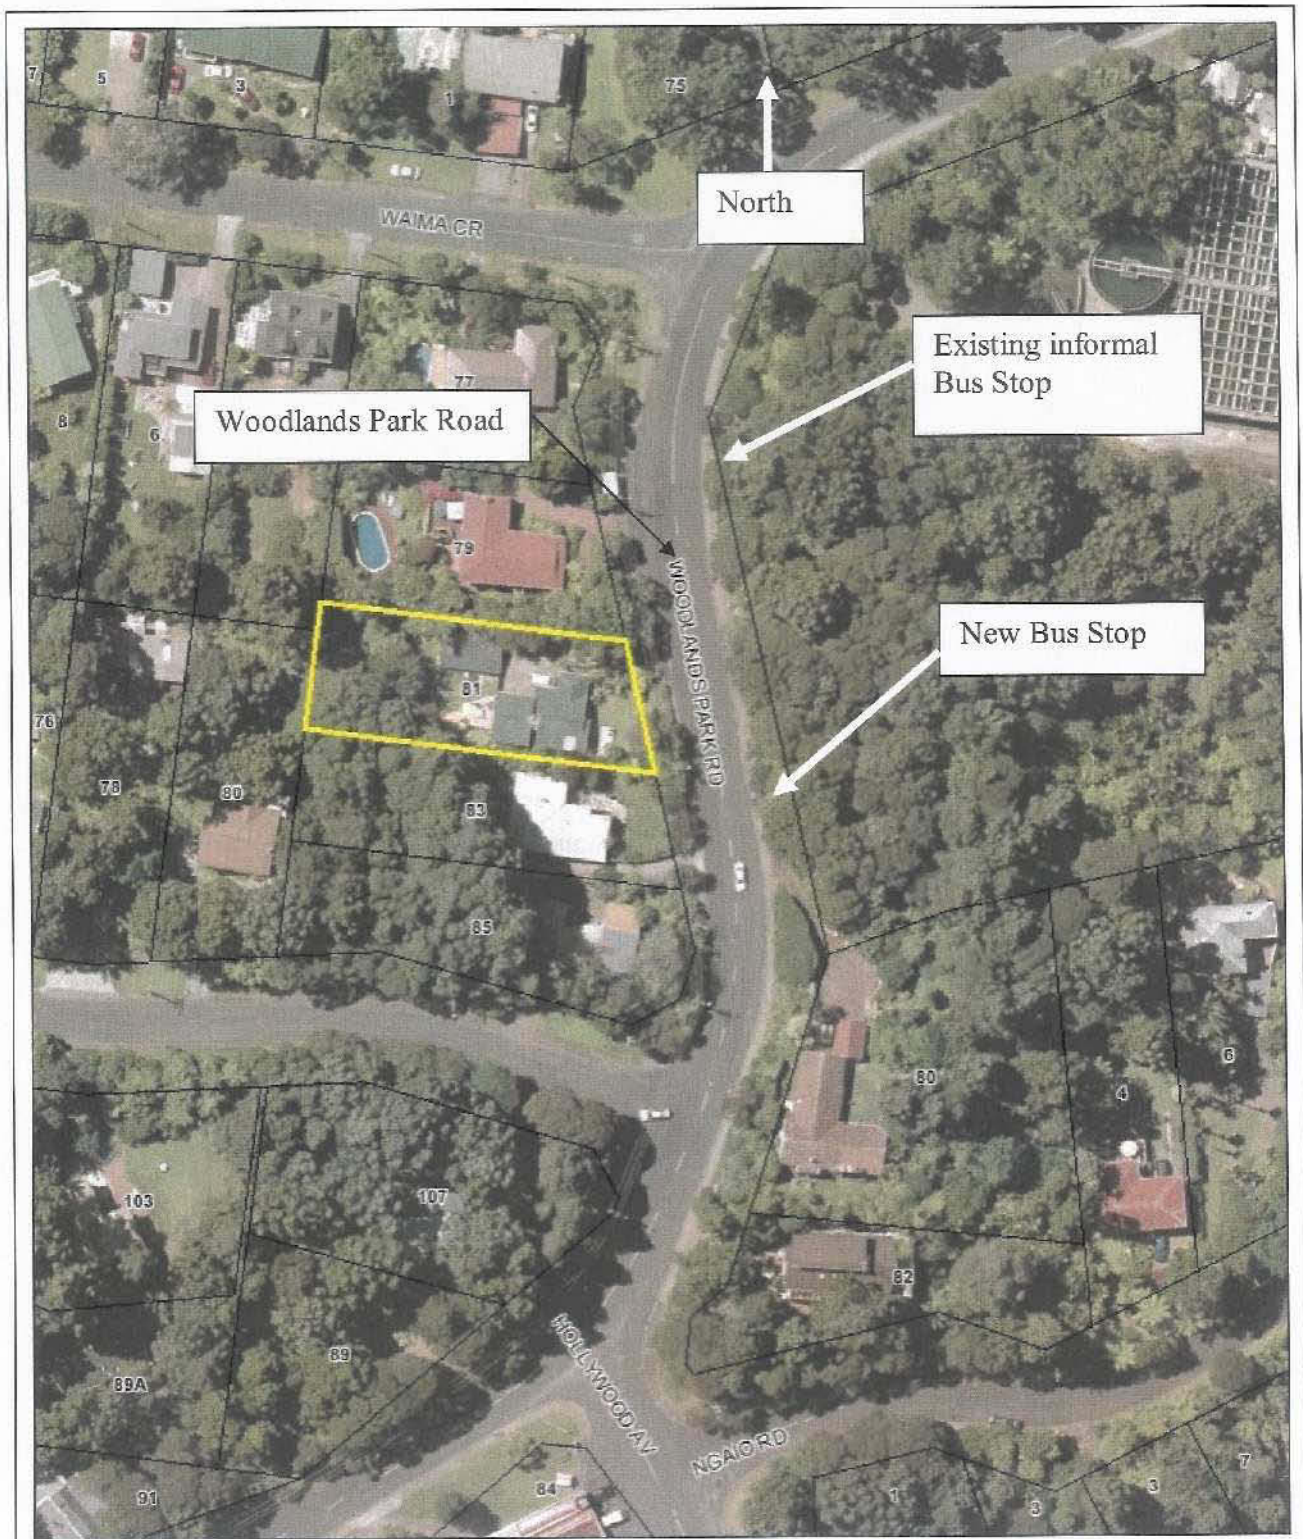 7
5
3
1
75
North
WAIMA CR
Existing informal
Bus Stop
77
Woodlands Park Road
8
6
79
WOODLANDS PARK RD
New Bus Stop
81
76
78
80
83
85
80
4
6
103
107
82
HOLLYWOOD AV
89
89A
NGAIO RD
91
84
1
3
3
7